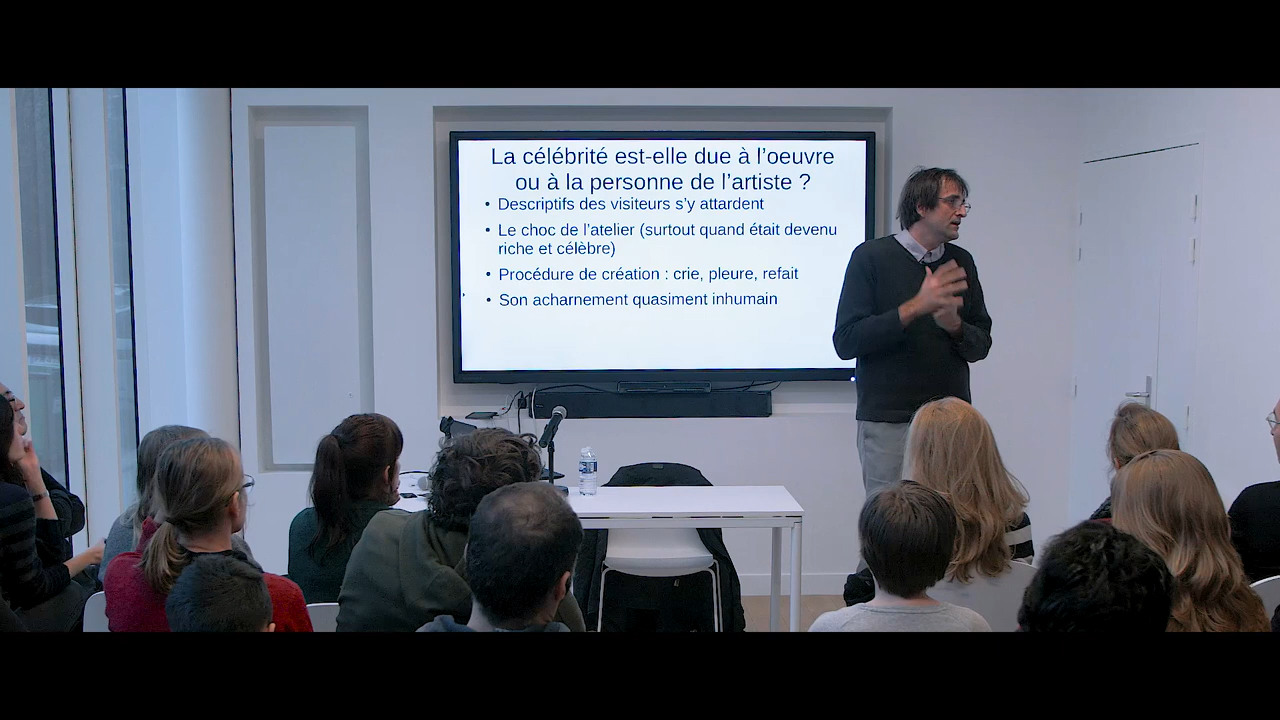 La célébrité est-elle due à l'oeuvre
ou à la personne de l'artiste ?
• Descriptifs des visiteurs s'y attardent
• Le choc de l'atelier (surtout quand était devenu
riche et célèbre)
• Procédure de création : crie, pleure, refait
• Son acharnement quasiment inhumain